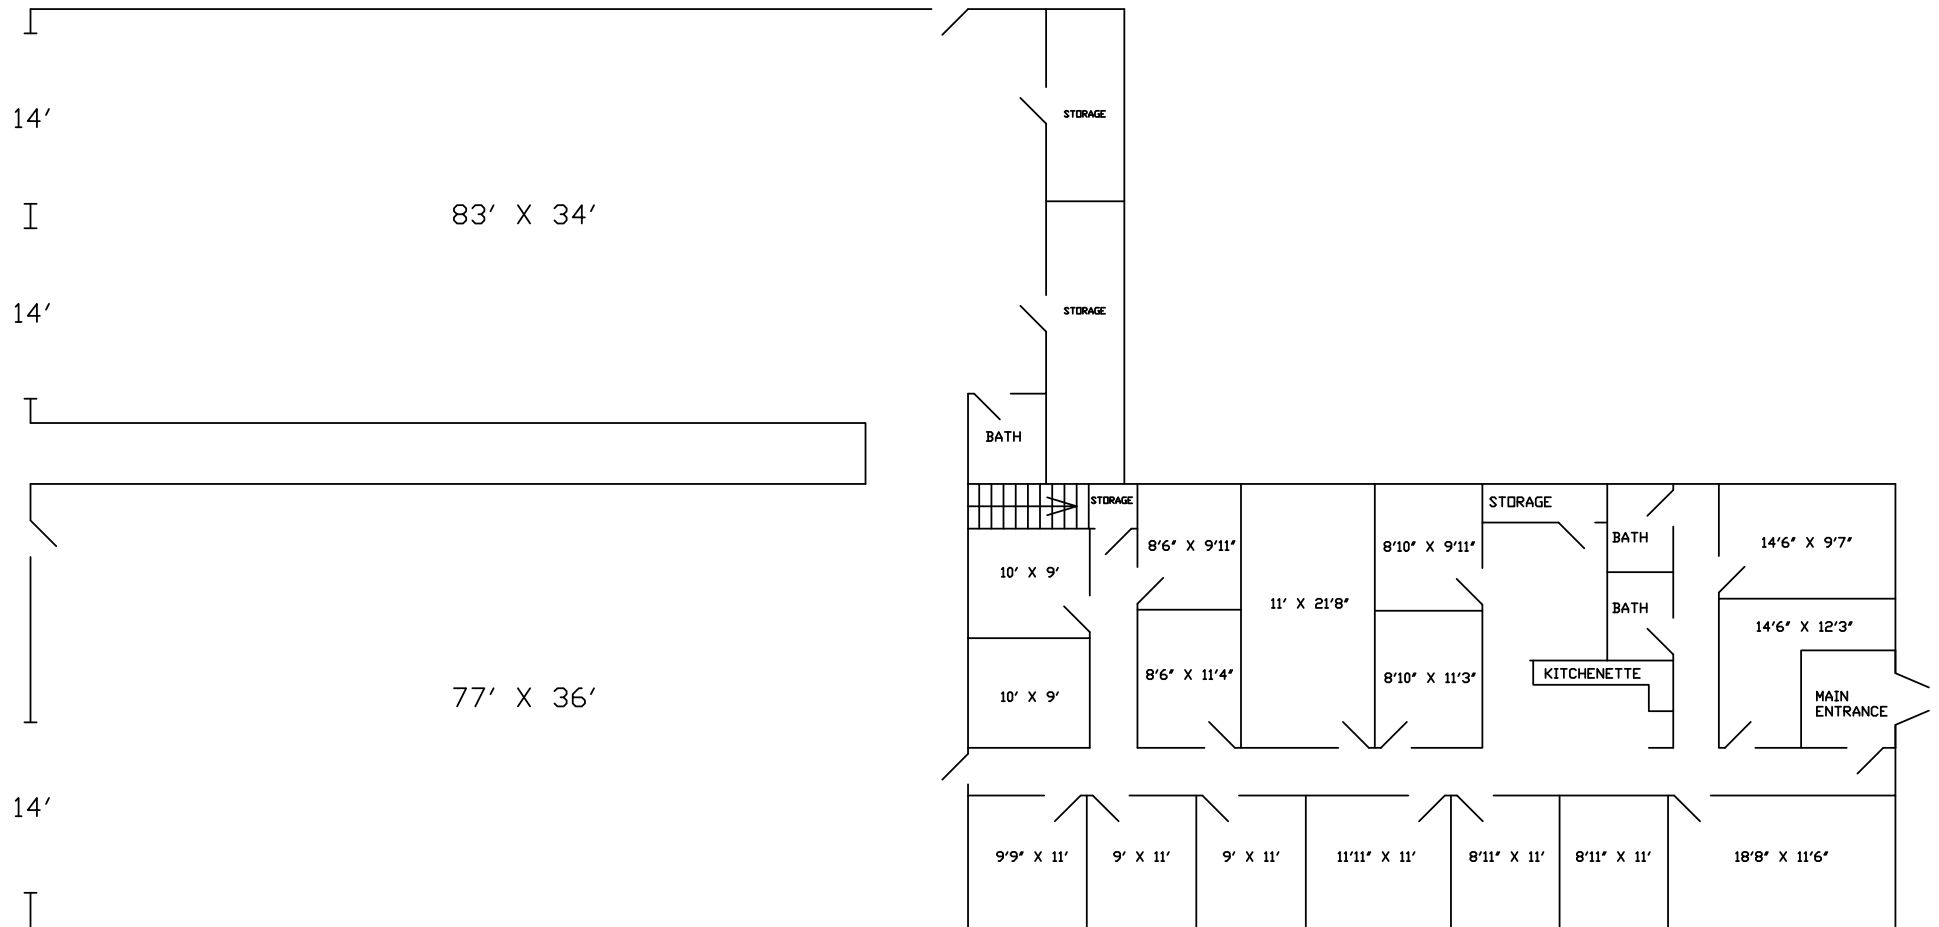 STORAGE
14'
83' X 34'
14'
STORAGE
BATH
STORAGE
STORAGE
BATH
14'6" X 9'7"
8'6" X 9'11"
8'10" X 9'11"
10' X 9'
11' X 21'8"
BATH
14'6" X 12'3"
8'6" X 11'4"
8'10" X 11'3"
KITCHENETTE
77' X 36'
10' X 9'
MAIN
ENTRANCE
14'
9'9" X 11'
9' X 11'
9' X 11'
11'11" X 11'
8'11" X 11'
8'11" X 11'
18'8" X 11'6"